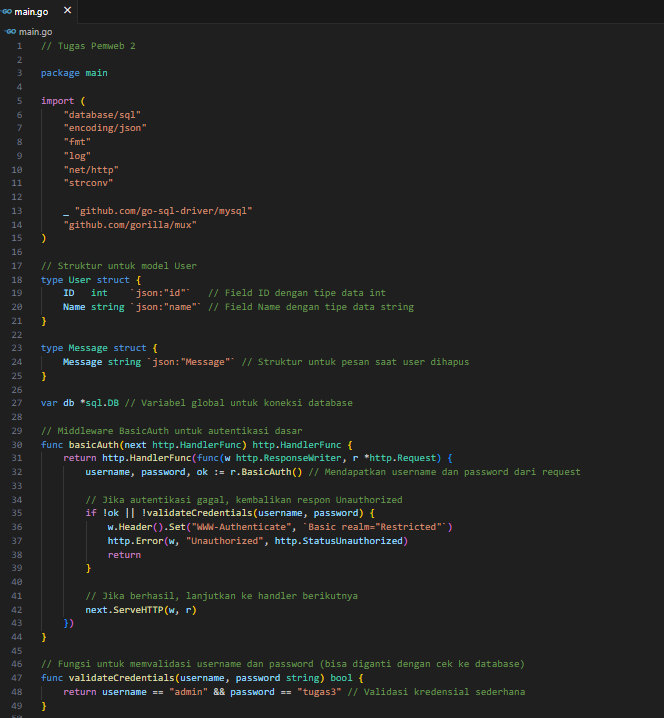 main.go ×
main.go
1 // Tugas Pemweb 2
2
3 package main
4
5 import (
6     "database/sql"
7     "encoding/json"
8     "fmt"
9     "log"
10     "net/http"
11     "strconv"
12
13     _ "github.com/go-sql-driver/mysql"
14     "github.com/gorilla/mux"
15 )
16
17 // Struktur untuk model User
18 type User struct {
19     ID   int    `json:"id"`   // Field ID dengan tipe data int
20     Name string `json:"name"` // Field Name dengan tipe data string
21 }
22
23 type Message struct {
24     Message string `json:"Message"` // Struktur untuk pesan saat user dihapus
25 }
26
27 var db *sql.DB // Variabel global untuk koneksi database
28
29 // Middleware BasicAuth untuk autentikasi dasar
30 func basicAuth(next http.HandlerFunc) http.HandlerFunc {
31     return http.HandlerFunc(func(w http.ResponseWriter, r *http.Request) {
32         username, password, ok := r.BasicAuth() // Mendapatkan username dan password dari request
33
34         // Jika autentikasi gagal, kembalikan respon Unauthorized
35         if !ok || !validateCredentials(username, password) {
36             w.Header().Set("WWW-Authenticate", `Basic realm="Restricted"`)
37             http.Error(w, "Unauthorized", http.StatusUnauthorized)
38             return
39         }
40
41         // Jika berhasil, lanjutkan ke handler berikutnya
42         next.ServeHTTP(w, r)
43     })
44 }
45
46 // Fungsi untuk memvalidasi username dan password (bisa diganti dengan cek ke database)
47 func validateCredentials(username, password string) bool {
48     return username == "admin" && password == "tugas3" // Validasi kredensial sederhana
49 }